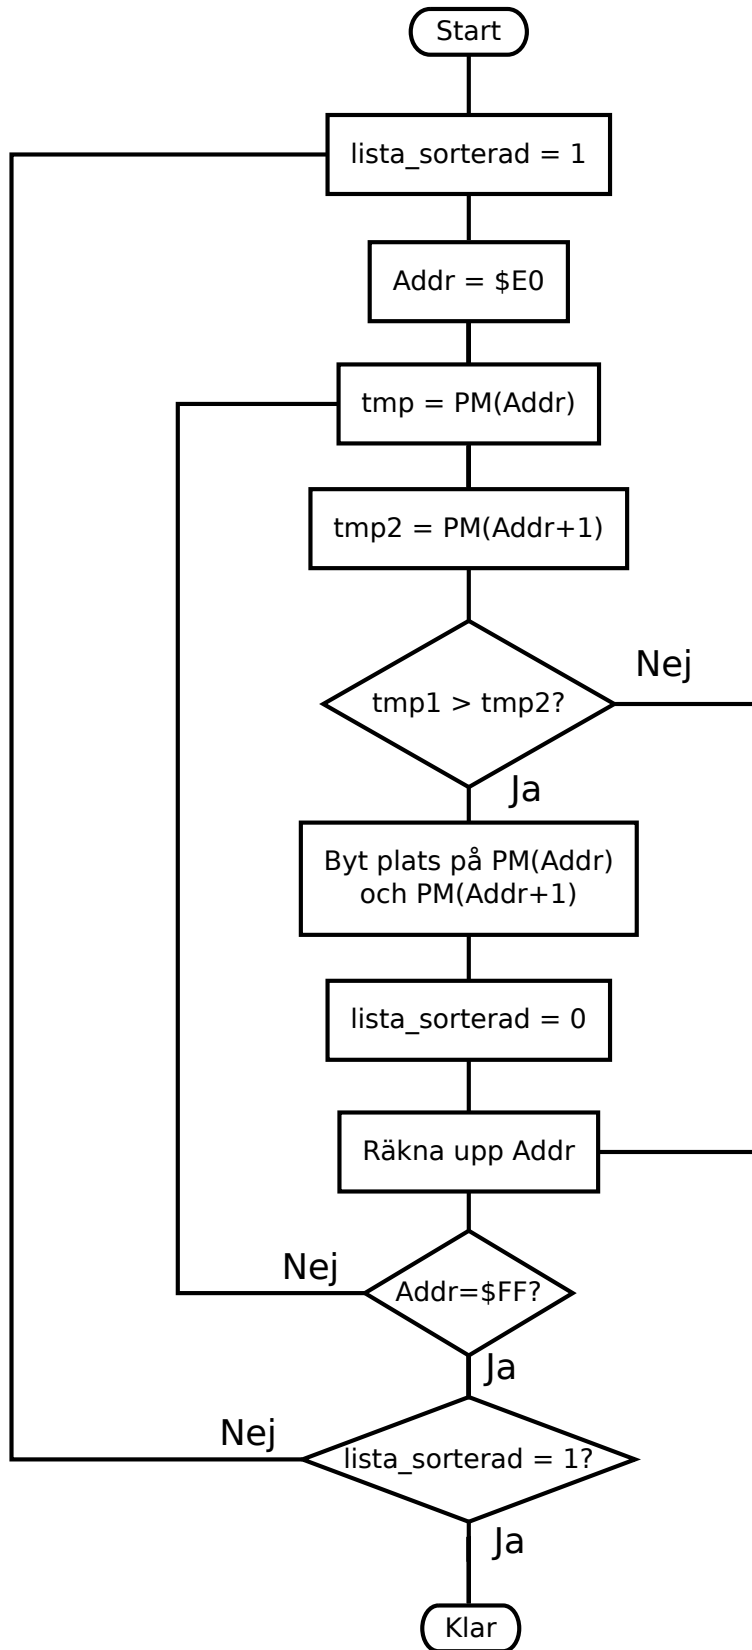 Start
lista_sorterad = 1
Addr = $E0
tmp = PM(Addr)
tmp2 = PM(Addr+1)
Nej
tmp1 > tmp2?
Ja
Byt plats på PM(Addr)
och PM(Addr+1)
lista_sorterad = 0
Räkna upp Addr
Nej
Addr=$FF?
Ja
Nej
lista_sorterad = 1?
Ja
Klar